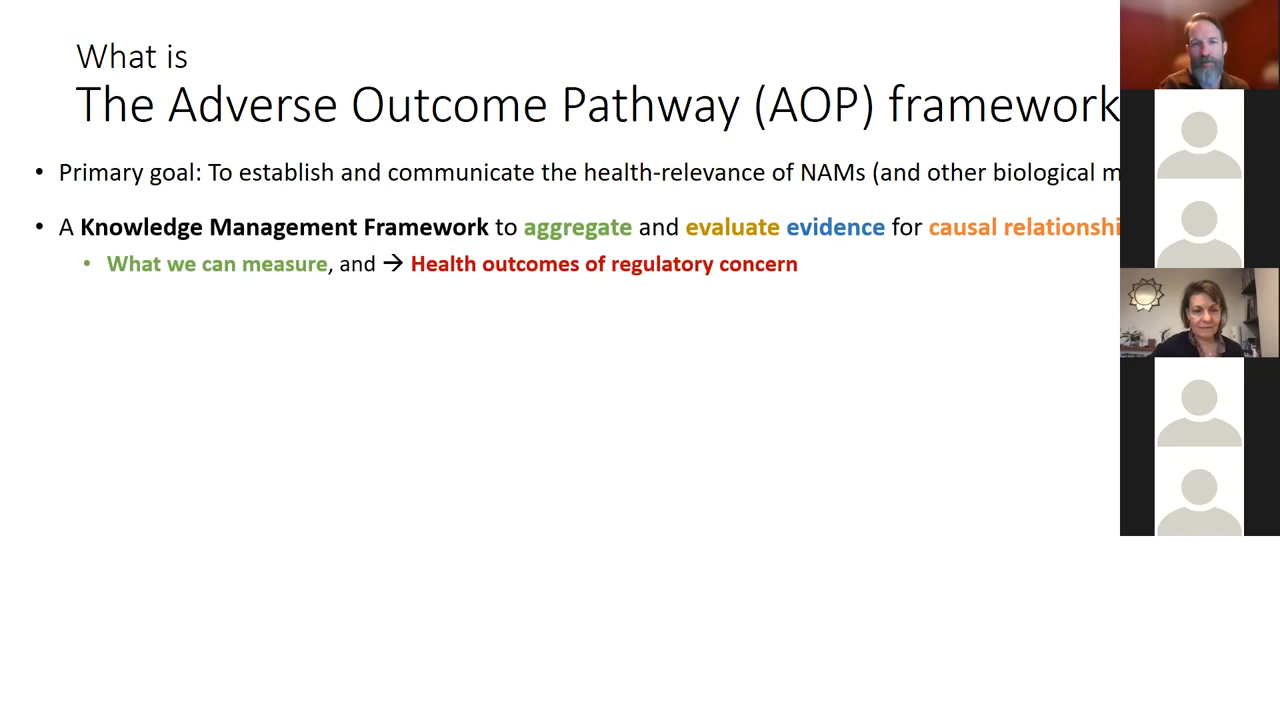 What is
The Adverse Outcome Pathway (AOP) framework
• Primary goal: To establish and communicate the health-relevance of NAMs (and other biological m
• A Knowledge Management Framework to aggregate and evaluate evidence for causal relationshi
• What we can measure, and → Health outcomes of regulatory concern